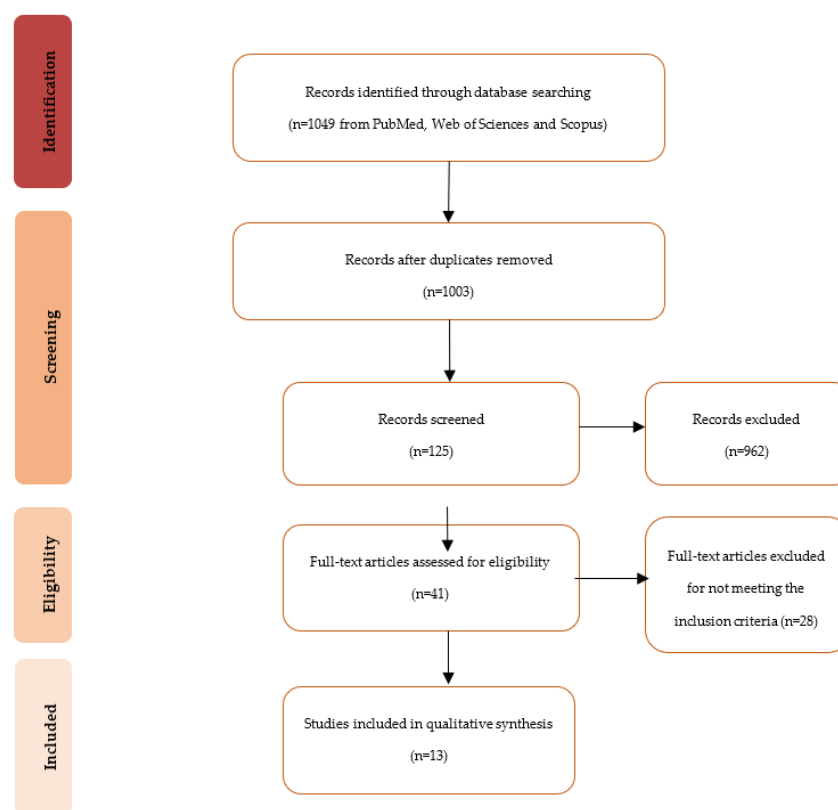 Identification
Records identified through database searching
(n=1049 from PubMed, Web of Sciences and Scopus)
Screening
Records after duplicates removed
(n=1003)
Records screened
(n=125)
Records excluded
(n=962)
Eligibility
Full-text articles assessed for eligibility
(n=41)
Full-text articles excluded
for not meeting the
inclusion criteria (n=28)
Included
Studies included in qualitative synthesis
(n=13)